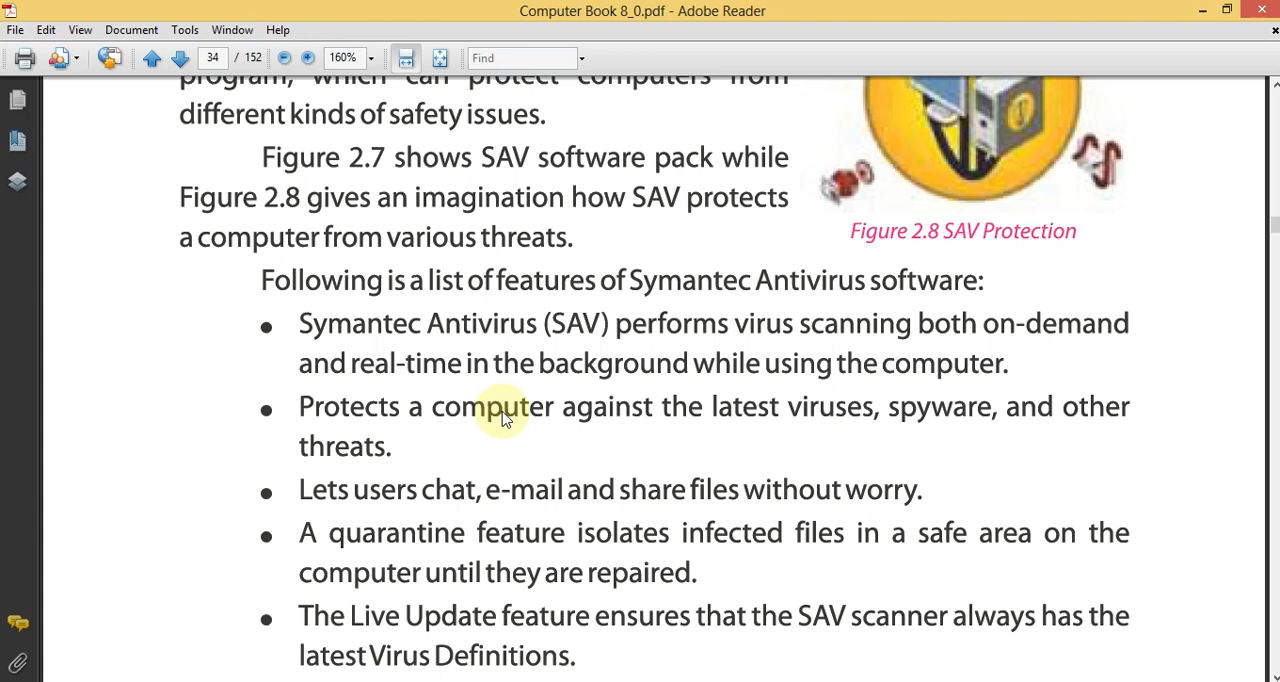 Computer Book 8_0.pdf - Adobe Reader
File Edit View Document Tools Window Help
34 / 152 160% Find
program, which can protect computers from
different kinds of safety issues.
Figure 2.7 shows SAV software pack while
Figure 2.8 gives an imagination how SAV protects
a computer from various threats.
Figure 2.8 SAV Protection
Following is a list of features of Symantec Antivirus software:
● Symantec Antivirus (SAV) performs virus scanning both on-demand
and real-time in the background while using the computer.
● Protects a computer against the latest viruses, spyware, and other
threats.
● Lets users chat, e-mail and share files without worry.
● A quarantine feature isolates infected files in a safe area on the
computer until they are repaired.
● The Live Update feature ensures that the SAV scanner always has the
latest Virus Definitions.